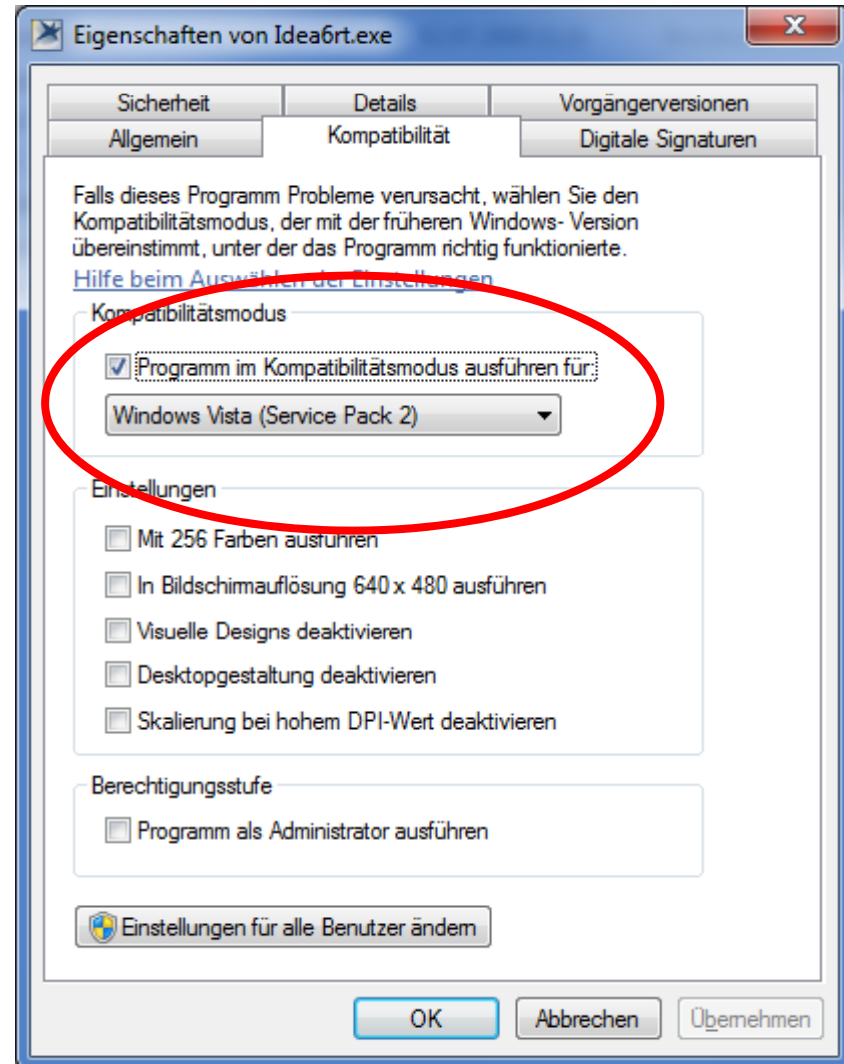 Eigenschaften von Idea6rt.exe
Sicherheit Details Vorgängerversionen
Allgemein Kompatibilität Digitale Signaturen
Falls dieses Programm Probleme verursacht, wählen Sie den
Kompatibilitätsmodus, der mit der früheren Windows- Version
übereinstimmt, unter der das Programm richtig funktionierte.
Hilfe beim Auswählen der Einstellungen
Kompatibilitätsmodus
Programm im Kompatibilitätsmodus ausführen für:
Windows Vista (Service Pack 2)
Einstellungen
Mit 256 Farben ausführen
In Bildschirmauflösung 640 x 480 ausführen
Visuelle Designs deaktivieren
Desktopgestaltung deaktivieren
Skalierung bei hohem DPI-Wert deaktivieren
Berechtigungsstufe
Programm als Administrator ausführen
Einstellungen für alle Benutzer ändern
OK Abbrechen Übernehmen